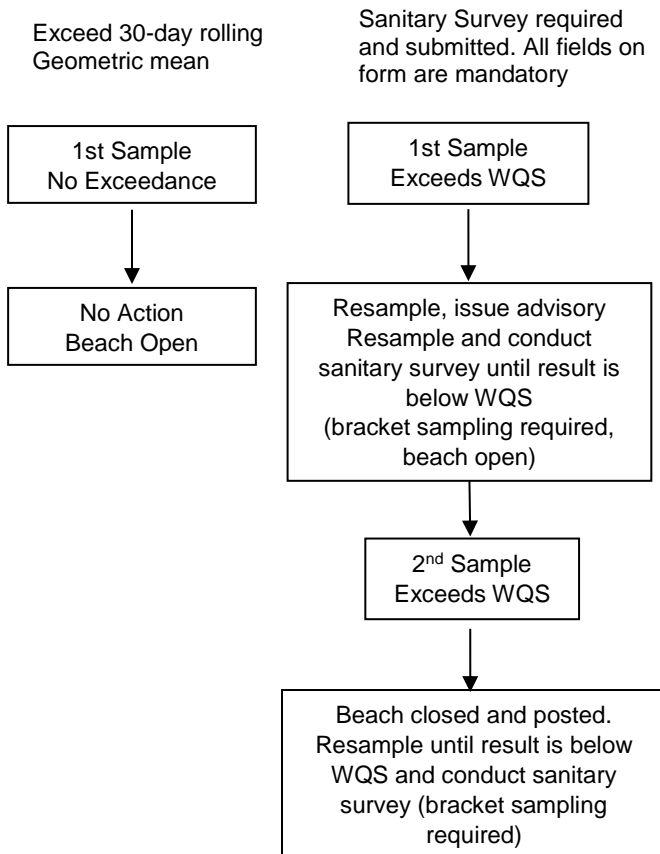 Exceed 30-day rolling
Geometric mean
Sanitary Survey required
and submitted. All fields on
form are mandatory
1st Sample
No Exceedance
1st Sample
Exceeds WQS
No Action
Beach Open
Resample, issue advisory
Resample and conduct
sanitary survey until result is
below WQS
(bracket sampling required,
beach open)
2nd Sample
Exceeds WQS
Beach closed and posted.
Resample until result is below
WQS and conduct sanitary
survey (bracket sampling
required)